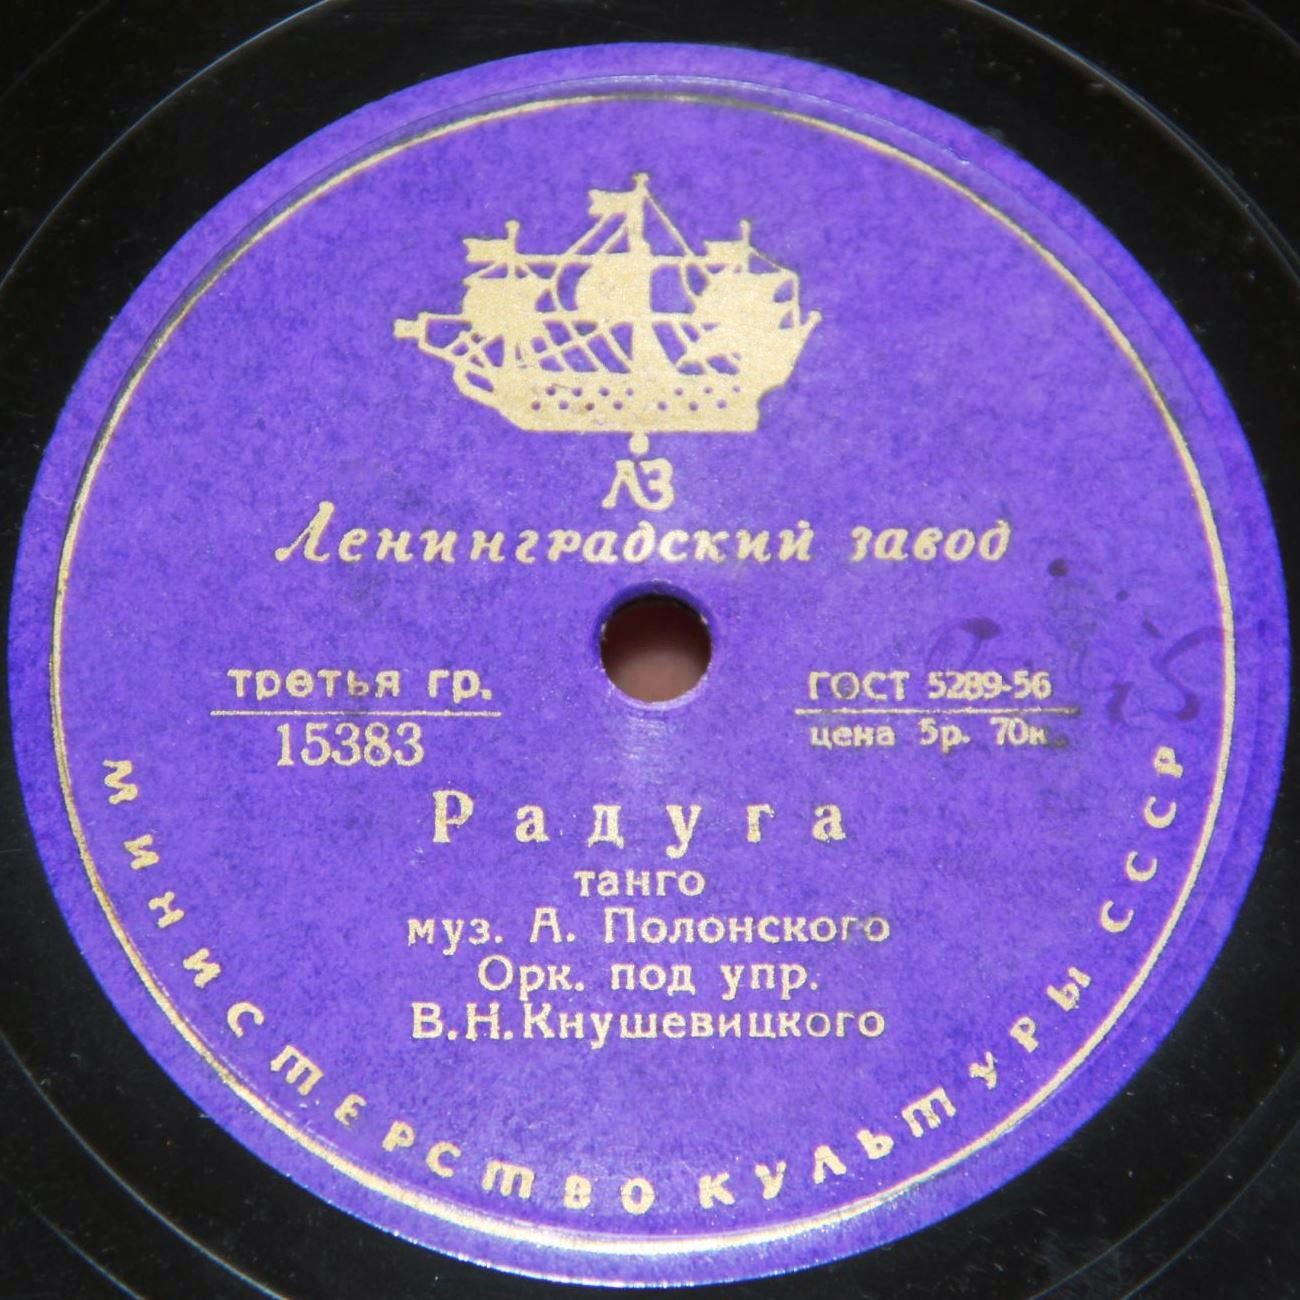 ЛЗ
Ленинградский завод
третья гр.
15383
ГОСТ 5289-56
цена 5р. 70к.
Радуга
танго
муз. А. Полонского
Орк. под упр.
В.Н.Кнушевицкого
МИНИСТЕРСТВО КУЛЬТУРЫ СССР